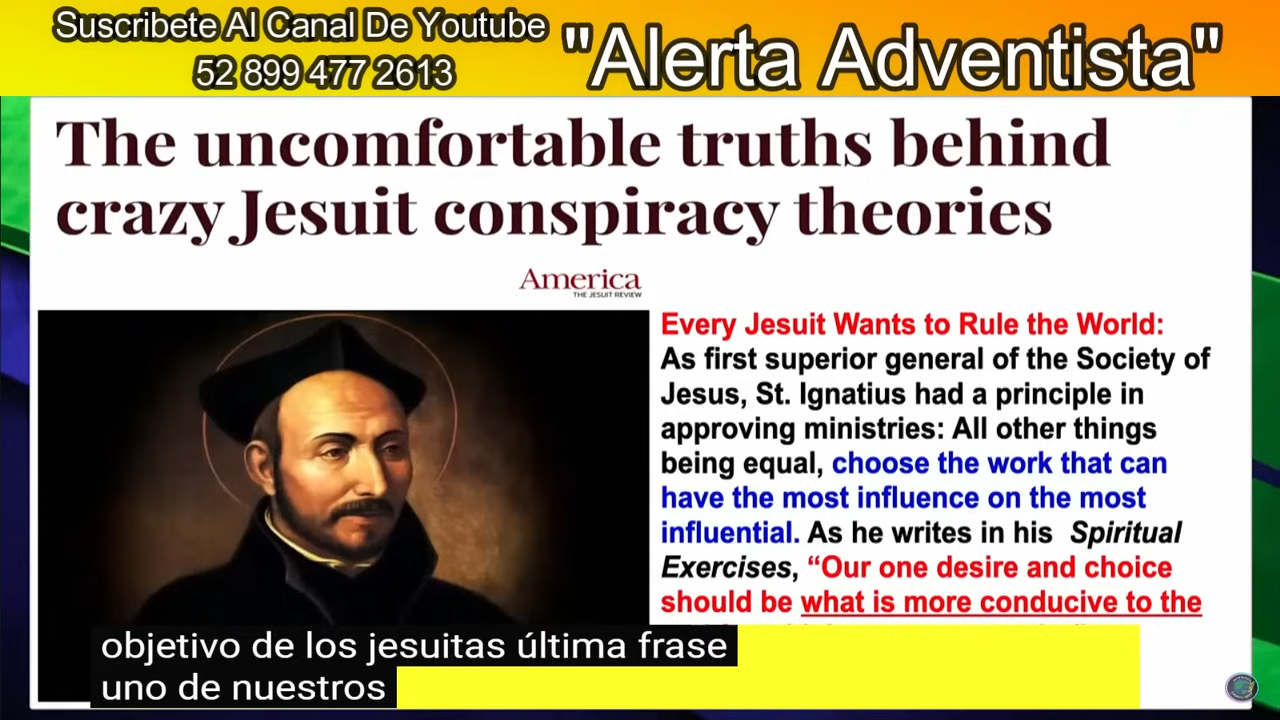 Suscribete Al Canal De Youtube
52 899 477 2613
"Alerta Adventista"
The uncomfortable truths behind
crazy Jesuit conspiracy theories
America
THE JESUIT REVIEW
Every Jesuit Wants to Rule the World:
As first superior general of the Society of
Jesus, St. Ignatius had a principle in
approving ministries: All other things
being equal, choose the work that can
have the most influence on the most
influential. As he writes in his Spiritual
Exercises, “Our one desire and choice
should be what is more conducive to the
objetivo de los jesuitas última frase
uno de nuestros